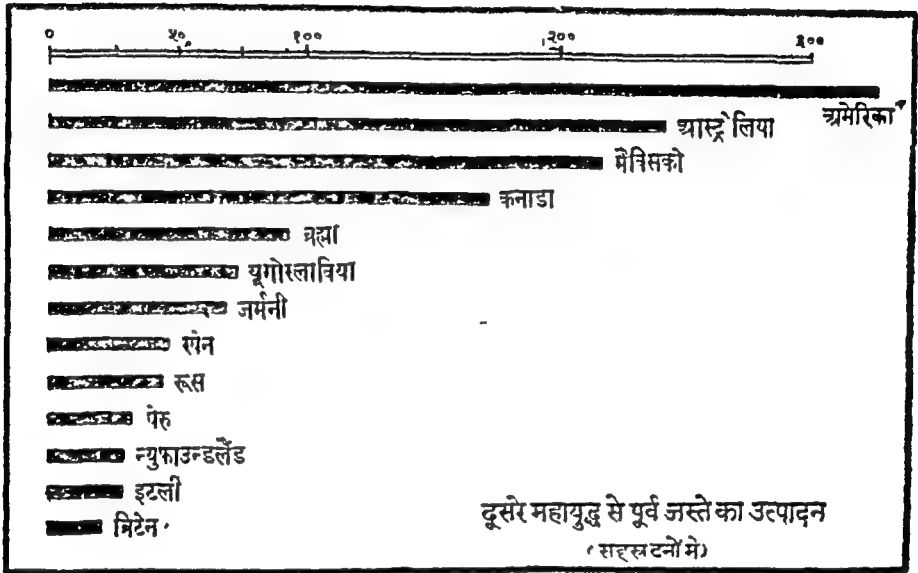 ० ५० १०० २०० ३००
अमेरिका
आस्ट्रेलिया
मैक्सिको
कनाडा
ब्रह्मा
यूगोस्लाविया
जर्मनी
स्पेन
रूस
पेरु
न्युफाउन्डलैंड
इटली
ब्रिटेन
दूसरे महायुद्ध से पूर्व जस्ते का उत्पादन
(सहस्र टनों मे)